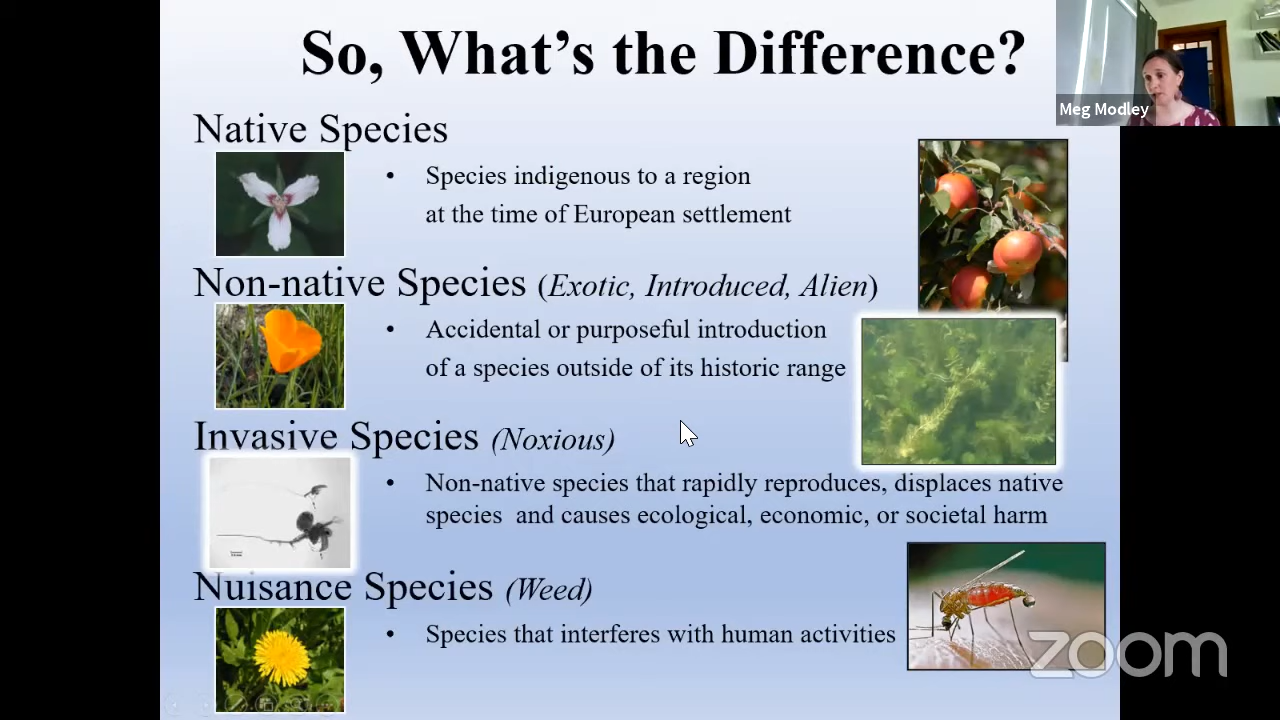 So, What's the Difference?
Meg Modley
Native Species
• Species indigenous to a region
at the time of European settlement
Non-native Species (Exotic, Introduced, Alien)
• Accidental or purposeful introduction
of a species outside of its historic range
Invasive Species (Noxious)
• Non-native species that rapidly reproduces, displaces native
species and causes ecological, economic, or societal harm
Nuisance Species (Weed)
• Species that interferes with human activities
zoom